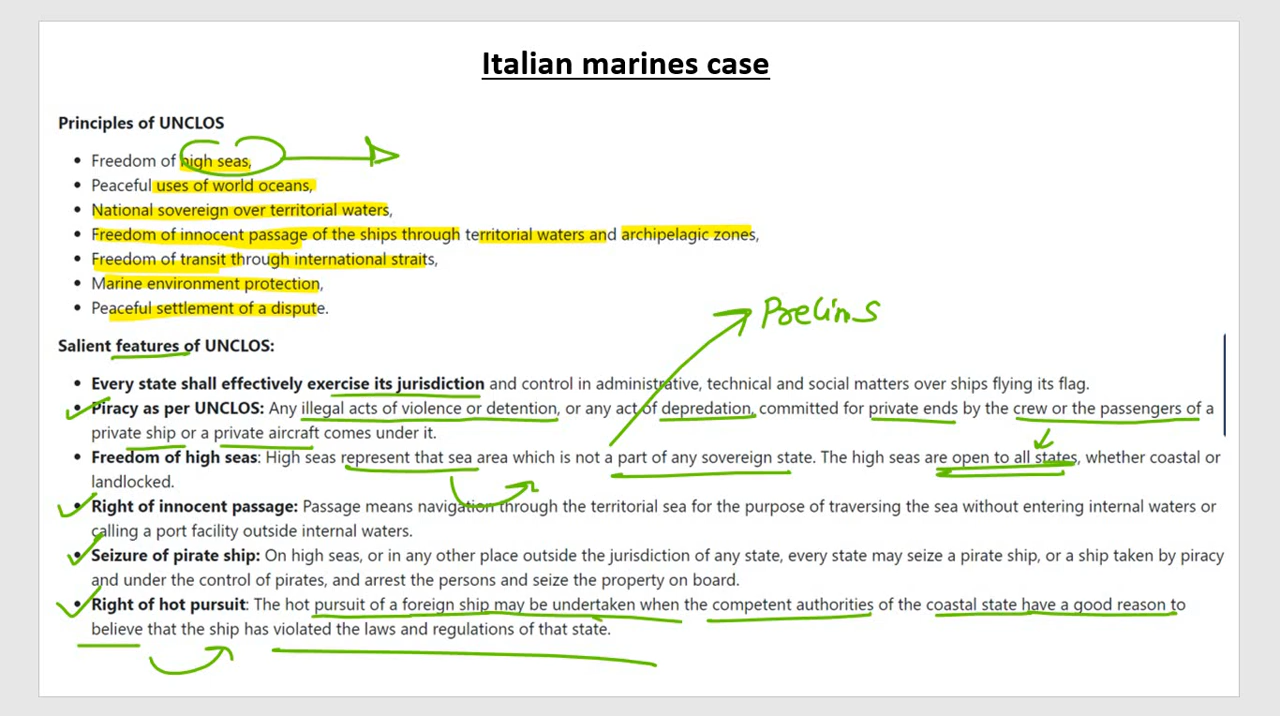 Italian marines case
Principles of UNCLOS
• Freedom of high seas,
• Peaceful uses of world oceans,
• National sovereign over territorial waters,
• Freedom of innocent passage of the ships through territorial waters and archipelagic zones,
• Freedom of transit through international straits,
• Marine environment protection,
• Peaceful settlement of a dispute.
Prelims
Salient features of UNCLOS:
• Every state shall effectively exercise its jurisdiction and control in administrative, technical and social matters over ships flying its flag.
• Piracy as per UNCLOS: Any illegal acts of violence or detention, or any act of depredation, committed for private ends by the crew or the passengers of a
private ship or a private aircraft comes under it.
• Freedom of high seas: High seas represent that sea area which is not a part of any sovereign state. The high seas are open to all states, whether coastal or
landlocked.
• Right of innocent passage: Passage means navigation through the territorial sea for the purpose of traversing the sea without entering internal waters or
calling a port facility outside internal waters.
• Seizure of pirate ship: On high seas, or in any other place outside the jurisdiction of any state, every state may seize a pirate ship, or a ship taken by piracy
and under the control of pirates, and arrest the persons and seize the property on board.
• Right of hot pursuit: The hot pursuit of a foreign ship may be undertaken when the competent authorities of the coastal state have a good reason to
believe that the ship has violated the laws and regulations of that state.